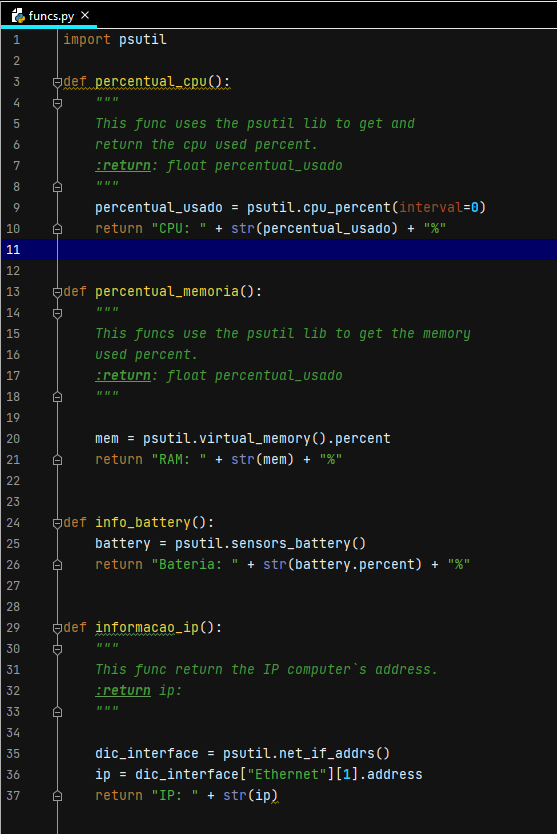 funcs.py ×
1 import psutil
2
3 def percentual_cpu():
4 """
5 This func uses the psutil lib to get and
6 return the cpu used percent.
7 :return: float percentual_usado
8 """
9 percentual_usado = psutil.cpu_percent(interval=0)
10 return "CPU: " + str(percentual_usado) + "%"
11
12
13 def percentual_memoria():
14 """
15 This funcs use the psutil lib to get the memory
16 used percent.
17 :return: float percentual_usado
18 """
19
20 mem = psutil.virtual_memory().percent
21 return "RAM: " + str(mem) + "%"
22
23
24 def info_battery():
25 battery = psutil.sensors_battery()
26 return "Bateria: " + str(battery.percent) + "%"
27
28
29 def informacao_ip():
30 """
31 This func return the IP computer`s address.
32 :return ip:
33 """
34
35 dic_interface = psutil.net_if_addrs()
36 ip = dic_interface["Ethernet"][1].address
37 return "IP: " + str(ip)